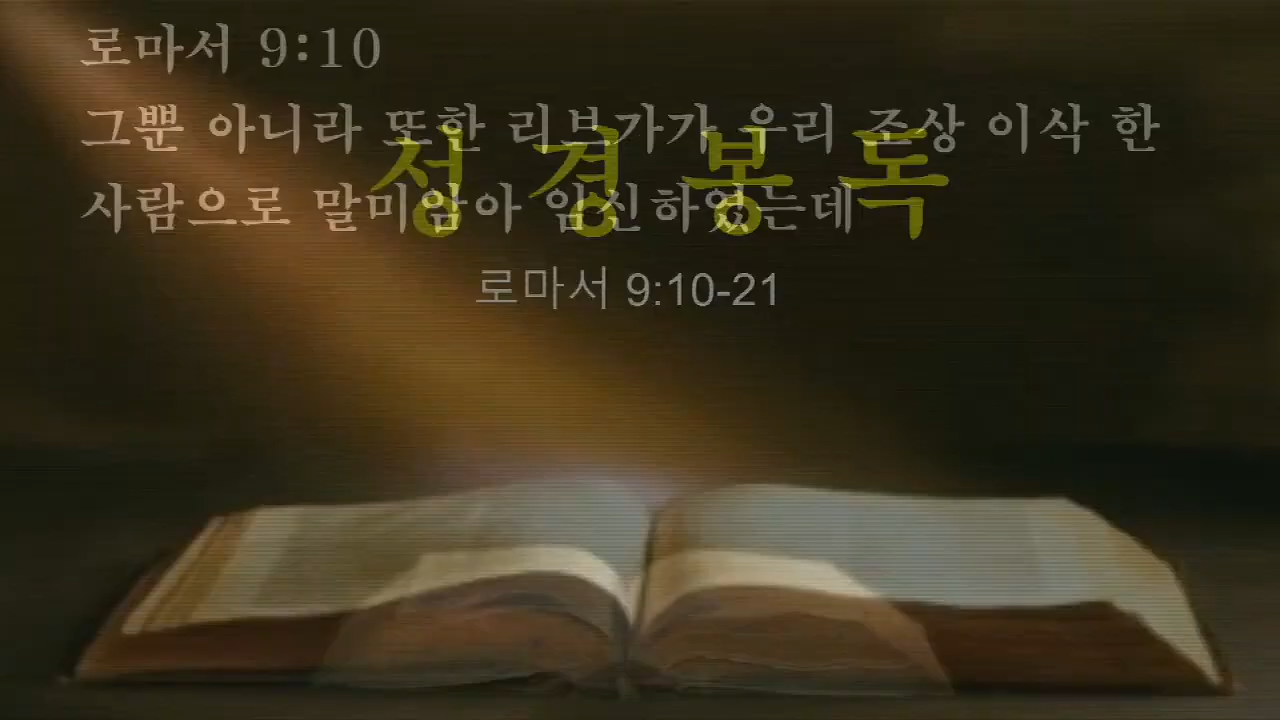 로마서 9:10
그뿐 아니라 또한 리브가가 우리 조상 이삭 한
사람으로 말미암아 임신하였는데
성경봉독
로마서 9:10-21